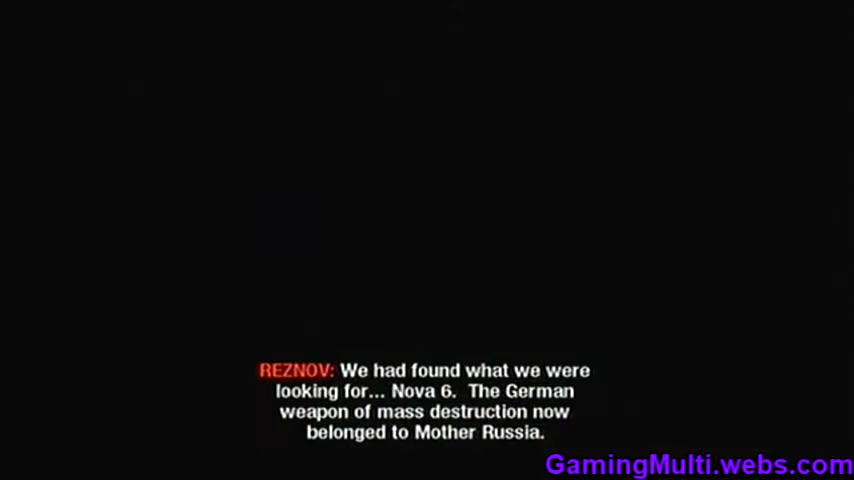 REZNOV: We had found what we were
looking for... Nova 6.  The German
weapon of mass destruction now
belonged to Mother Russia.
GamingMulti.webs.com